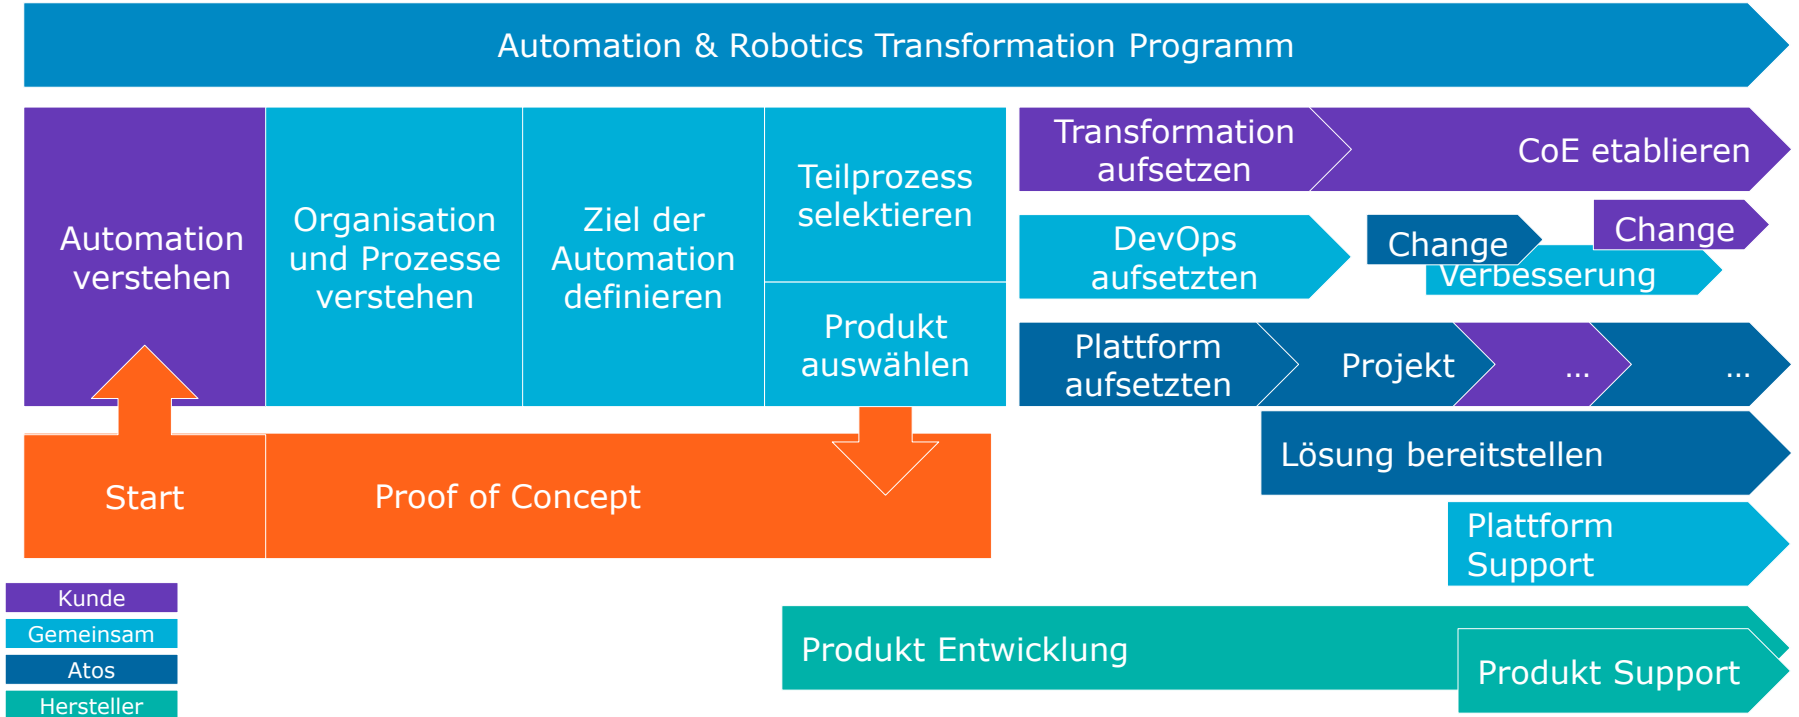 Automation & Robotics Transformation Programm
Automation
verstehen
Organisation
und Prozesse
verstehen
Ziel der
Automation
definieren
Teilprozess
selektieren
Produkt
auswählen
Transformation
aufsetzen
CoE etablieren
DevOps
aufsetzten
Change
Verbesserung
Change
Plattform
aufsetzten
Projekt
...
...
Lösung bereitstellen
Start
Proof of Concept
Plattform
Support
Kunde
Gemeinsam
Atos
Hersteller
Produkt Entwicklung
Produkt Support